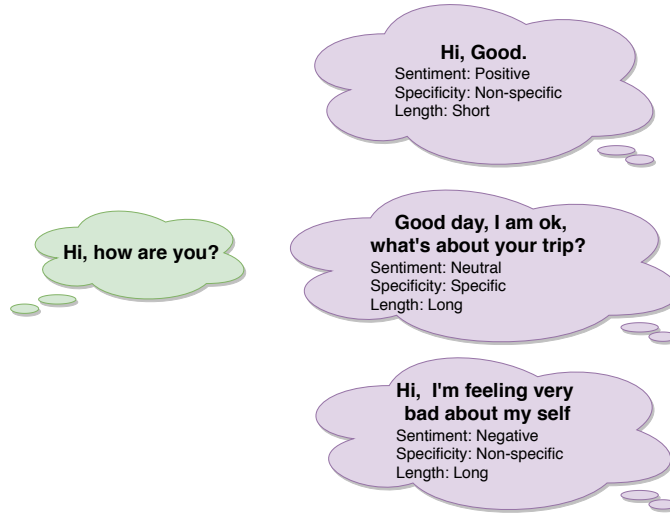 Hi, Good.
Sentiment: Positive
Specificity: Non-specific
Length: Short
Hi, how are you?
Good day, I am ok,
what's about your trip?
Sentiment: Neutral
Specificity: Specific
Length: Long
Hi, I'm feeling very
bad about my self
Sentiment: Negative
Specificity: Non-specific
Length: Long